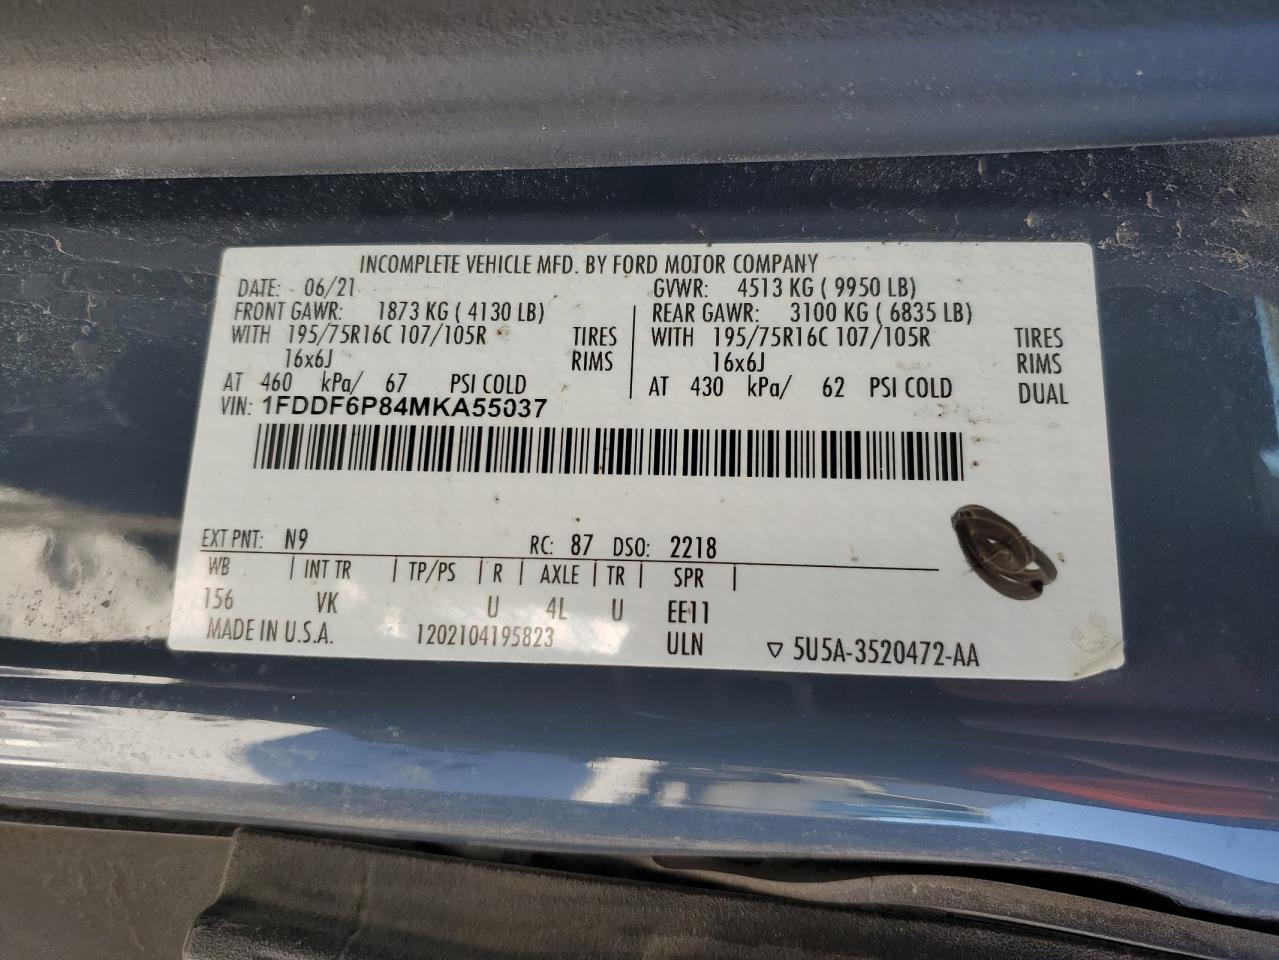 INCOMPLETE VEHICLE MFD. BY FORD MOTOR COMPANY
DATE: 06/21 GVWR: 4513 KG ( 9950 LB)
FRONT GAWR: 1873 KG ( 4130 LB) REAR GAWR: 3100 KG ( 6835 LB)
WITH 195/75R16C 107/105R TIRES WITH 195/75R16C 107/105R TIRES
16x6J RIMS 16x6J RIMS
AT 460 kPa/ 67 PSI COLD AT 430 kPa/ 62 PSI COLD DUAL
VIN: 1FDDF6P84MKA55037
EXT PNT: N9 RC: 87 DSO: 2218
WB | INT TR | TP/PS | R | AXLE | TR | SPR |
156 VK U 4L U EE11
MADE IN U.S.A. 1202104195823 ULN ▽ 5U5A-3520472-AA